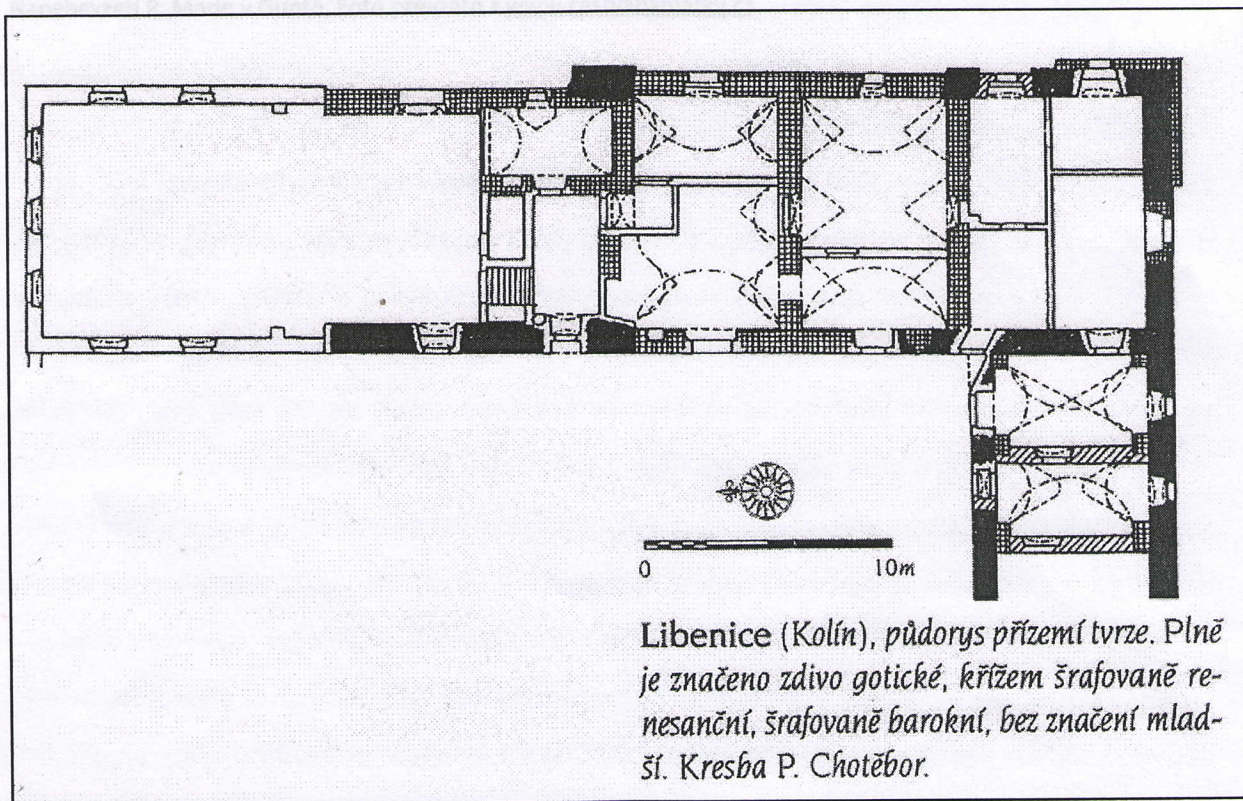 0 10m
Libenice (Kolín), půdorys přízemí tvrze. Plně
je značeno zdivo gotické, křížem šrafovaně re-
nesanční, šrafovaně barokní, bez značení mlad-
ší. Kresba P. Chotěbor.